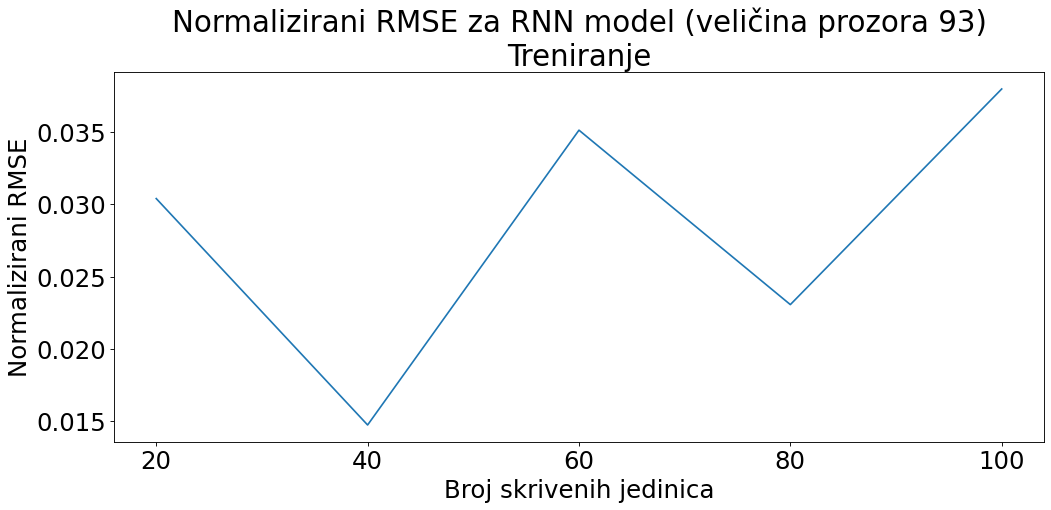 Normalizirani RMSE za RNN model (veličina prozora 93)
Treniranje
Normalizirani RMSE
0.035
0.030
0.025
0.020
0.015
20 40 60 80 100
Broj skrivenih jedinica